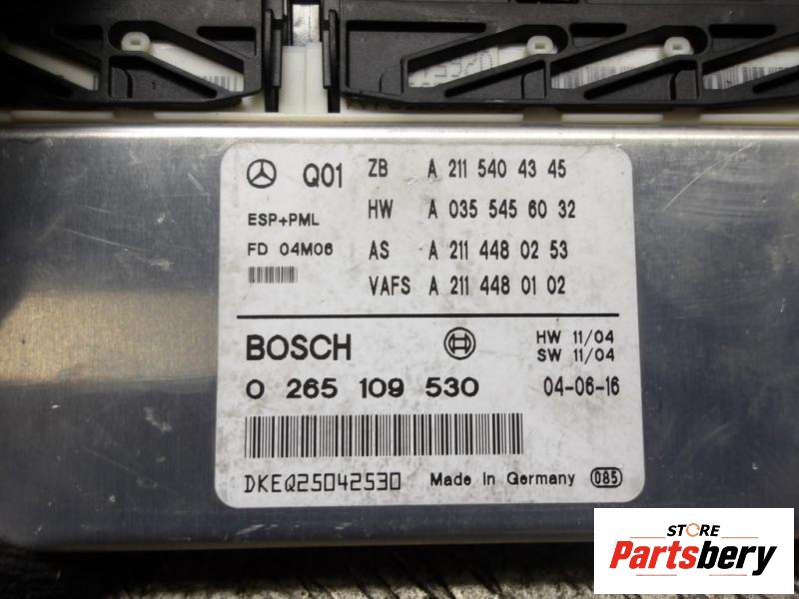 Q01
ZB A 211 540 43 45
HW A 035 545 60 32
ESP+PML
FD 04M06
AS A 211 448 02 53
VAFS A 211 448 01 02
BOSCH
HW 11/04
SW 11/04
0 265 109 530
04-06-16
DKEQ25042530
Made in Germany 085
STORE
Partsbery